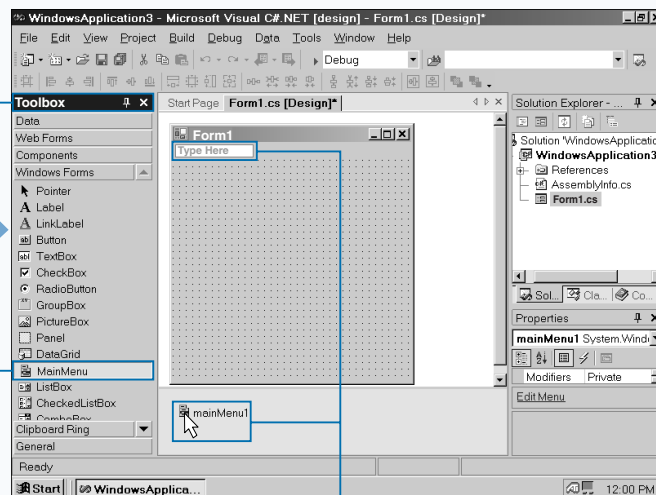 WindowsApplication3 - Microsoft Visual C#.NET [design] - Form1.cs [Design]*
File Edit View Project Build Debug Data Tools Window Help
Debug
Toolbox
Start Page Form1.cs [Design]*
Solution Explorer - ...
Data
Web Forms
Components
Windows Forms
Pointer
A Label
A LinkLabel
ab Button
abl TextBox
CheckBox
RadioButton
GroupBox
PictureBox
Panel
DataGrid
MainMenu
ListBox
CheckedListBox
ComboBox
Clipboard Ring
General
Form1
Type Here
mainMenu1
Solution 'WindowsApplicatio
WindowsApplication3
References
AssemblyInfo.cs
Form1.cs
Sol... Cla... Co...
Properties
mainMenu1 System.Wind
Modifiers Private
Edit Menu
Ready
Start WindowsApplica... 12:00 PM